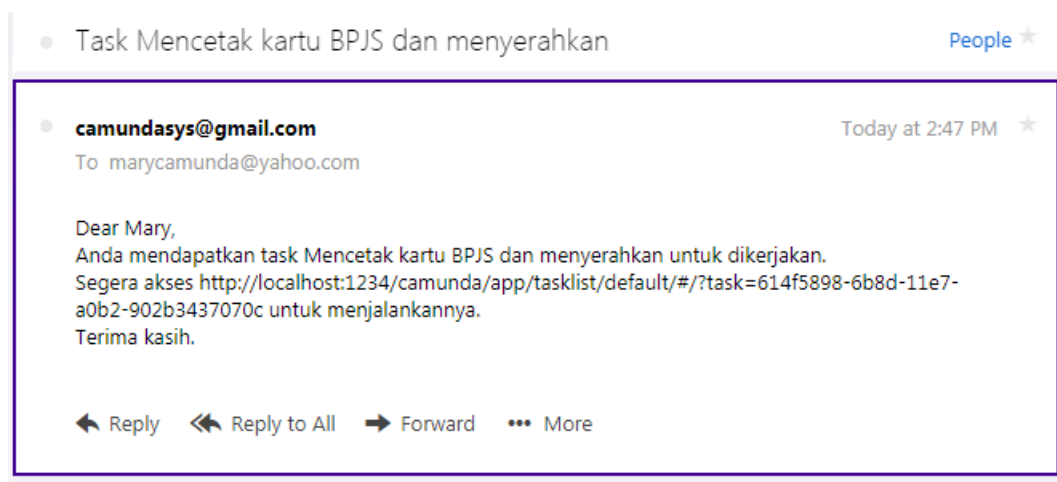 Task Mencetak kartu BPJS dan menyerahkan People
camundasys@gmail.com Today at 2:47 PM
To marycamunda@yahoo.com
Dear Mary,
Anda mendapatkan task Mencetak kartu BPJS dan menyerahkan untuk dikerjakan.
Segera akses http://localhost:1234/camunda/app/tasklist/default/#/?task=614f5898-6b8d-11e7-
a0b2-902b3437070c untuk menjalankannya.
Terima kasih.
Reply Reply to All Forward More